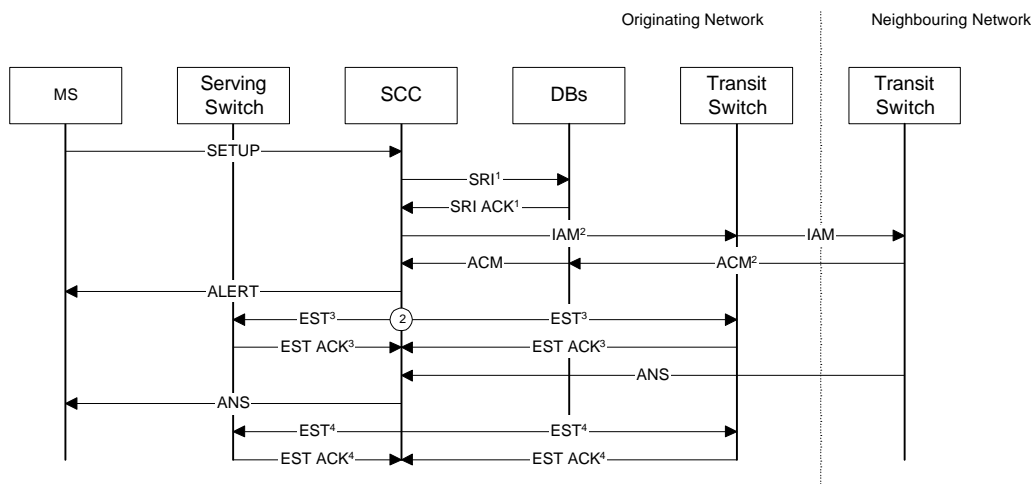 Originating Network
Neighbouring Network
MS
Serving
Switch
SCC
DBs
Transit
Switch
Transit
Switch
SETUP
SRI¹
SRI ACK¹
IAM²
IAM
ACM
ACM²
ALERT
EST³
2
EST³
EST ACK³
EST ACK³
ANS
ANS
EST⁴
EST⁴
EST ACK⁴
EST ACK⁴